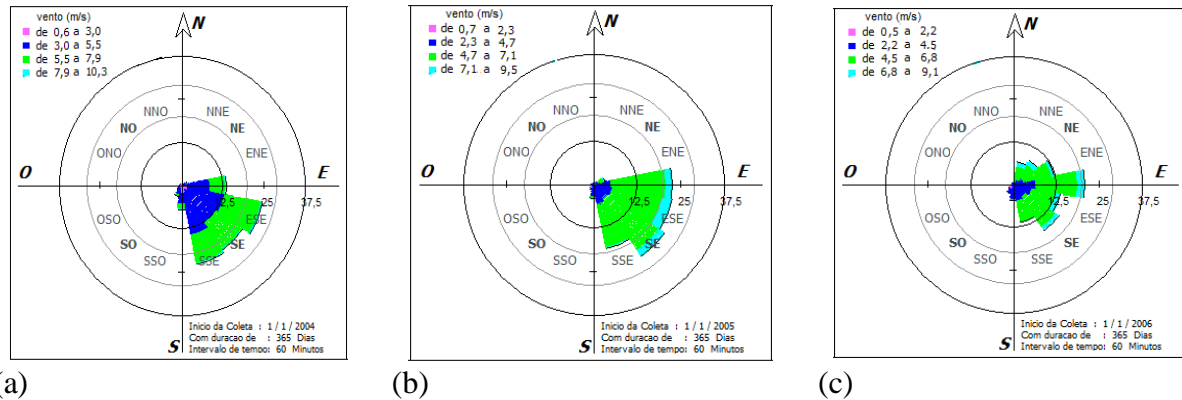 vento (m/s)
de 0,6 a 3,0
de 3,0 a 5,5
de 5,5 a 7,9
de 7,9 a 10,3
N
NNO
NNE
NO
NE
ONO
ENE
O
E
12,5
25
37,5
OSO
ESE
SO
SE
SSO
SSE
S
Inicio da Coleta : 1 / 1 / 2004
Com duracao de : 365 Dias
Intervalo de tempo: 60 Minutos
(a)
vento (m/s)
de 0,7 a 2,3
de 2,3 a 4,7
de 4,7 a 7,1
de 7,1 a 9,5
N
NNO
NNE
NO
NE
ONO
ENE
O
E
12,5
25
37,5
OSO
ESE
SO
SE
SSO
SSE
S
Inicio da Coleta : 1 / 1 / 2005
Com duracao de : 365 Dias
Intervalo de tempo: 60 Minutos
(b)
vento (m/s)
de 0,5 a 2,2
de 2,2 a 4.5
de 4,5 a 6,8
de 6,8 a 9,1
N
NNO
NNE
NO
NE
ONO
ENE
O
E
12,5
25
37,5
OSO
ESE
SO
SE
SSO
SSE
S
Inicio da Coleta : 1 / 1 / 2006
Com duracao de : 365 Dias
Intervalo de tempo: 60 Minutos
(c)